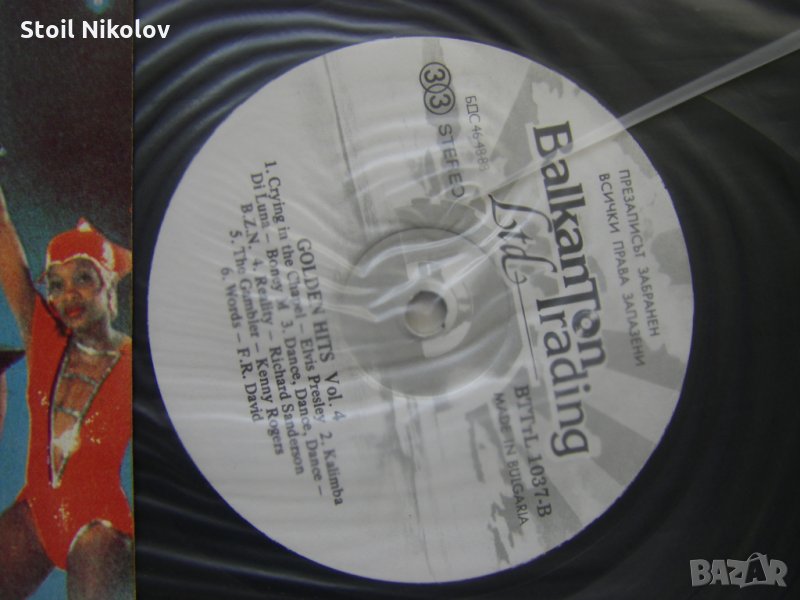 Stoil Nikolov
ПРЕЗАПИСЪТ ЗАБРАНЕН
ВСИЧКИ ПРАВА ЗАПАЗЕНИ
BalkanTon
Trading
Ltd
БДС 464883
33 STEREO
BTTrL 1037-B
MADE IN BULGARIA
GOLDEN HITS Vol. 4
1. Crying in the Chapel – Elvis Presley 2. Kalimba
Di Luna – Boney M 3. Dance, Dance, Dance –
B.Z.N. 4. Reality – Richard Sanderson
5. The Gambler – Kenny Rogers
6. Words – F.R. David
BAZAR